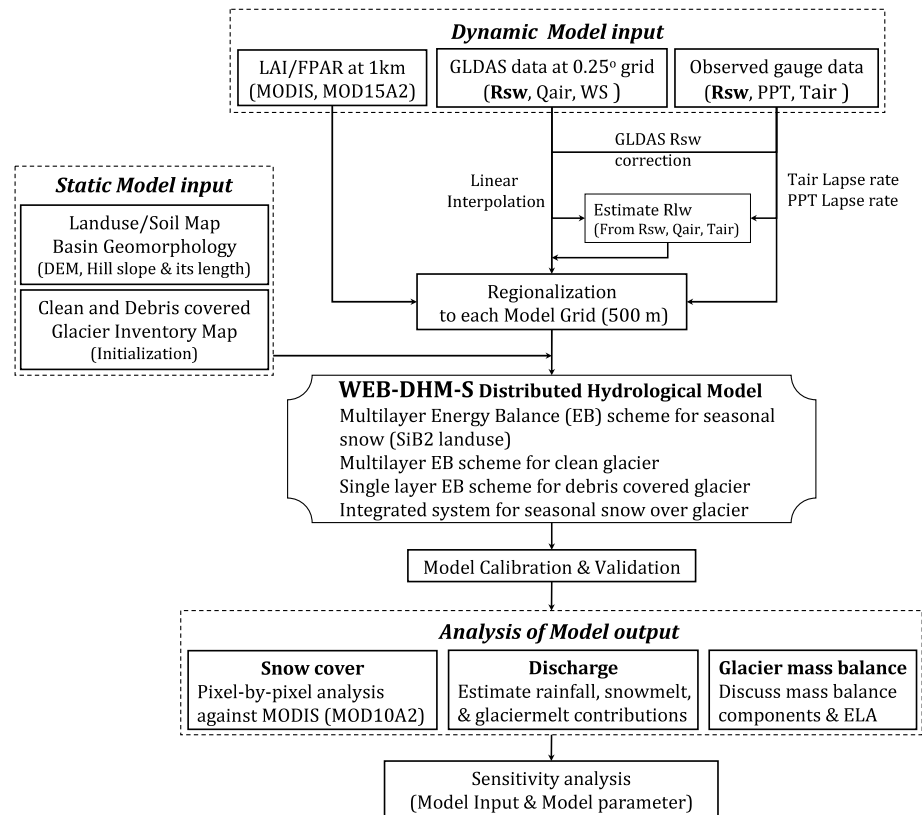 Dynamic Model input
LAI/FPAR at 1km
(MODIS, MOD15A2)
GLDAS data at 0.25° grid
(Rsw, Qair, WS )
Observed gauge data
(Rsw, PPT, Tair )
GLDAS Rsw
correction
Linear
Interpolation
Tair Lapse rate
PPT Lapse rate
Estimate Rlw
(From Rsw, Qair, Tair)
Static Model input
Landuse/Soil Map
Basin Geomorphology
(DEM, Hill slope & its length)
Clean and Debris covered
Glacier Inventory Map
(Initialization)
Regionalization
to each Model Grid (500 m)
WEB-DHM-S Distributed Hydrological Model
Multilayer Energy Balance (EB) scheme for seasonal
snow (SiB2 landuse)
Multilayer EB scheme for clean glacier
Single layer EB scheme for debris covered glacier
Integrated system for seasonal snow over glacier
Model Calibration & Validation
Analysis of Model output
Snow cover
Pixel-by-pixel analysis
against MODIS (MOD10A2)
Discharge
Estimate rainfall, snowmelt,
& glaciermelt contributions
Glacier mass balance
Discuss mass balance
components & ELA
Sensitivity analysis
(Model Input & Model parameter)